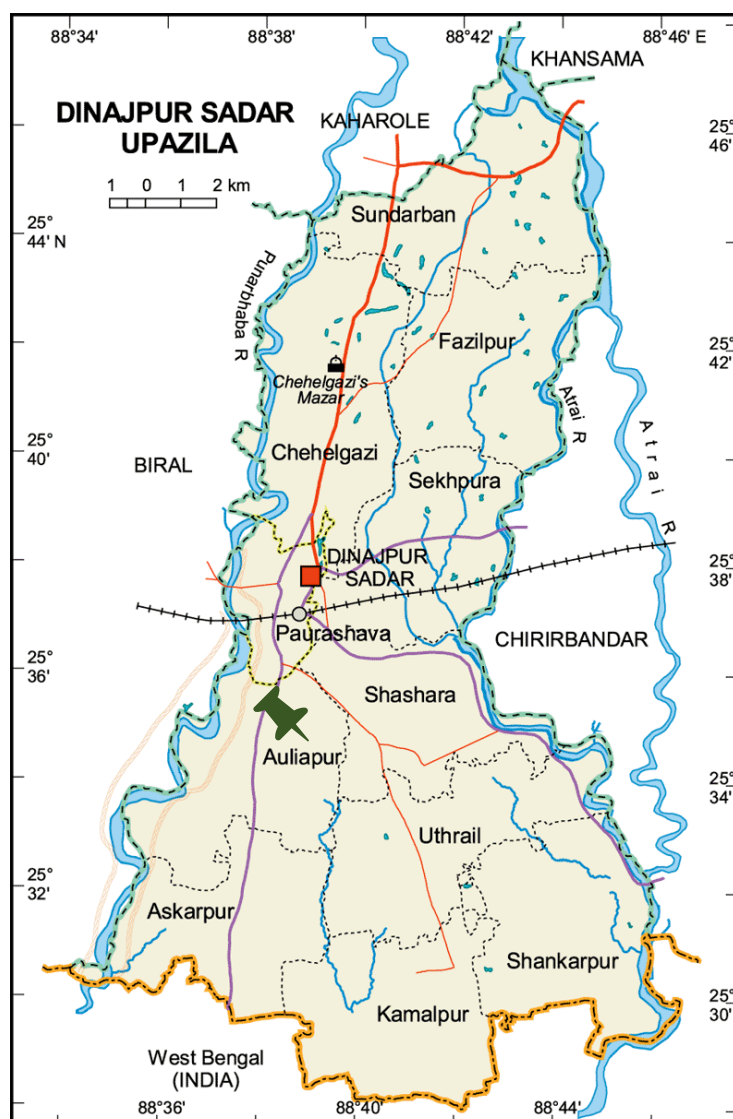 88° 34' 88° 38' 88° 42' 88° 46' E
KHANSAMA
DINAJPUR SADAR
UPAZILA
KAHAROLE
25° 46'
1 0 1 2 km
Sundarban
25° 44' N
Punarbhaba R
Fazilpur
25° 42'
Chehelgazi's
Mazar
Atrai R
Atrai R
25° 40'
Chehelgazi
BIRAL
Sekhpura
DINAJPUR
SADAR
25° 38'
Paurashava
CHIRIRBANDAR
25° 36'
Shashara
Auliapur
25° 34'
Uthrail
25° 32'
Askarpur
Shankarpur
25° 30'
Kamalpur
West Bengal
(INDIA)
88° 36' 88° 40' 88° 44'